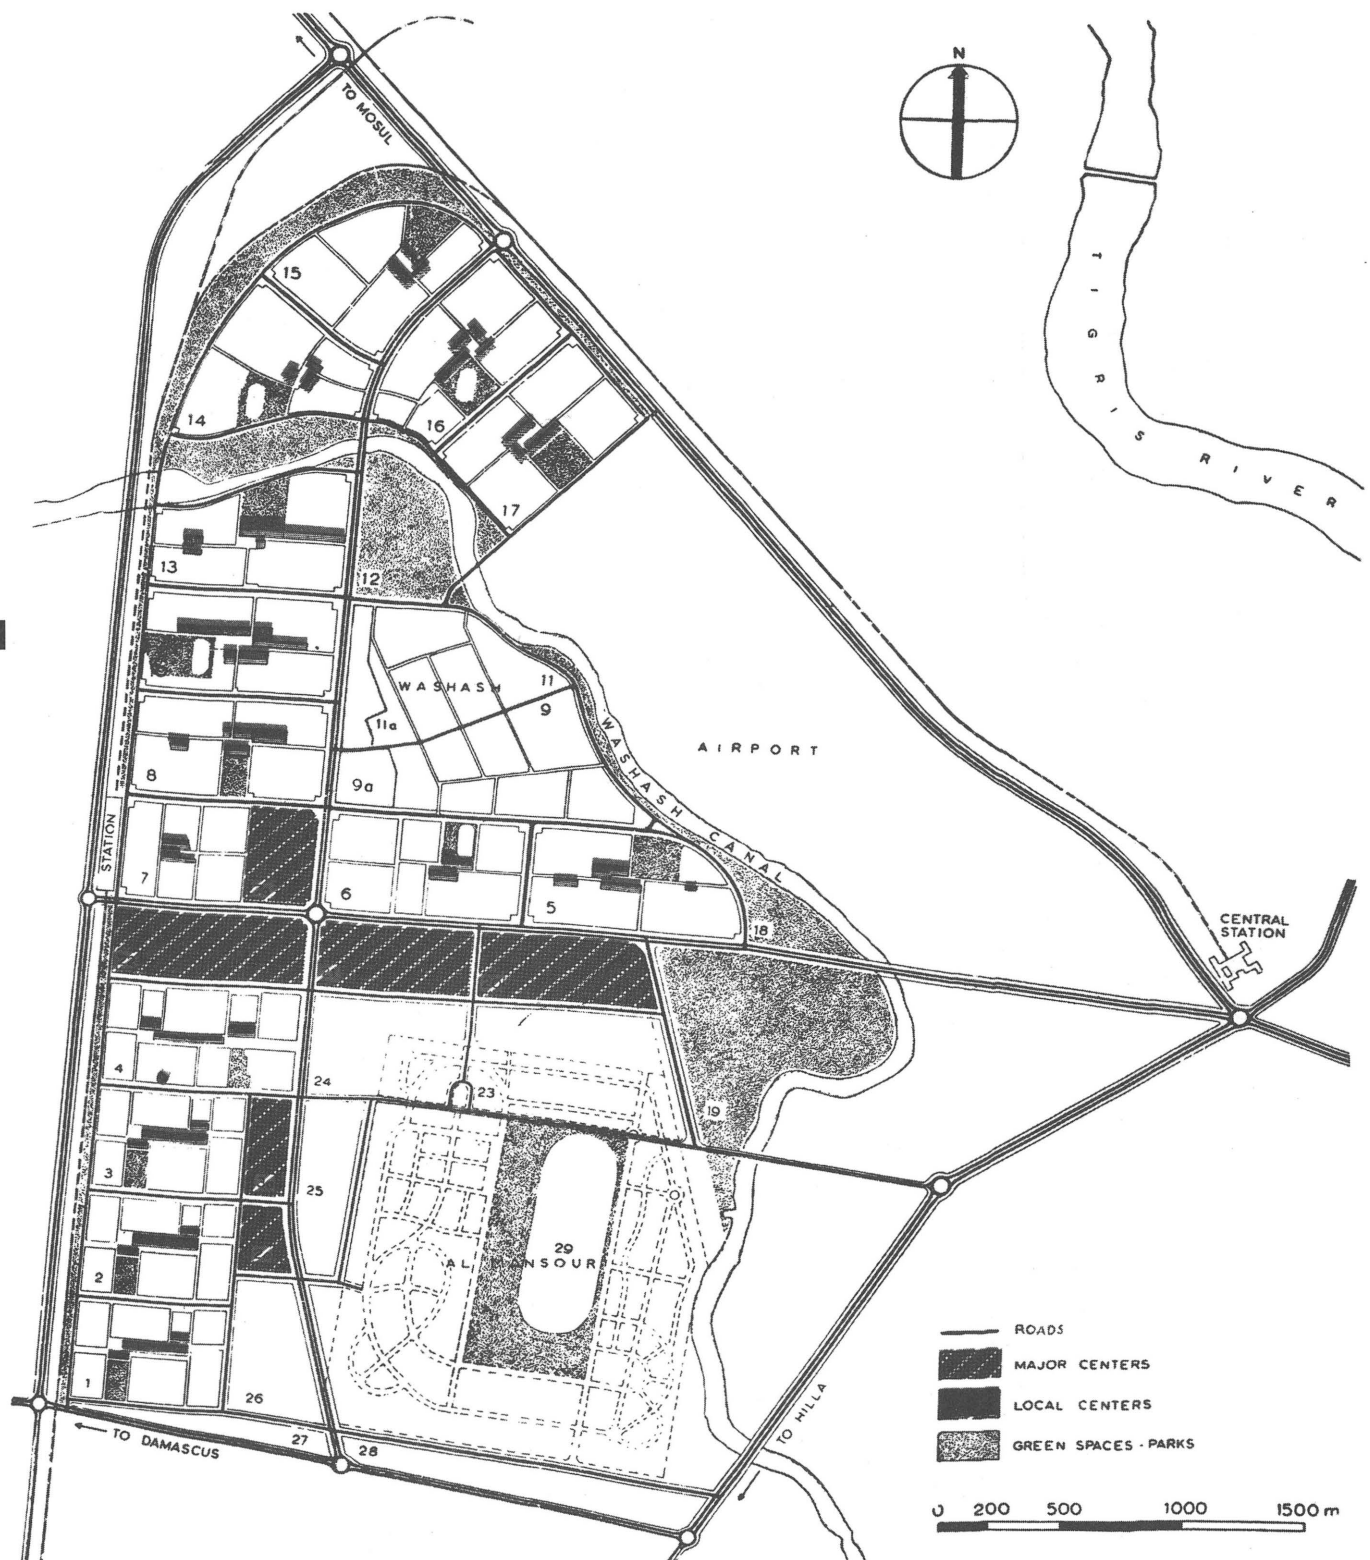 N
TO MOSUL
TIGRIS RIVER
15
14
16
17
13
12
WASHASH
11
11a
9
9a
WASHASH CANAL
AIRPORT
8
STATION
7
6
5
18
CENTRAL
STATION
4
24
23
19
3
25
2
29
AL MANSOUR
1
26
27
28
TO DAMASCUS
TO HILLA
ROADS
MAJOR CENTERS
LOCAL CENTERS
GREEN SPACES - PARKS
0 200 500 1000 1500 m